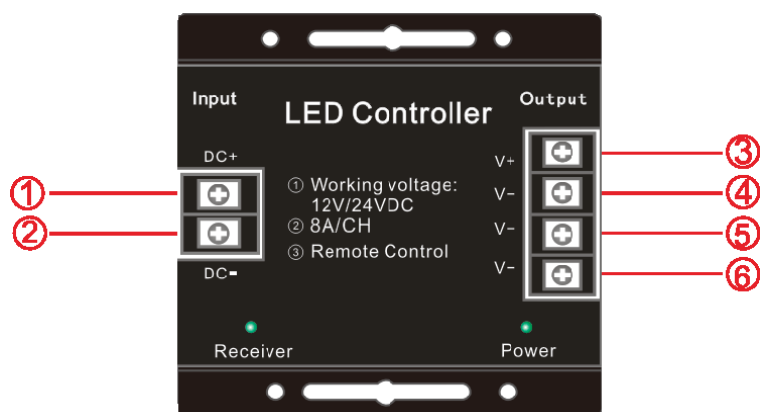 Input
LED Controller
Output
DC+
DC-
① Working voltage:
12V/24VDC
② 8A/CH
③ Remote Control
V+
V-
V-
V-
①
②
③
④
⑤
⑥
Receiver
Power